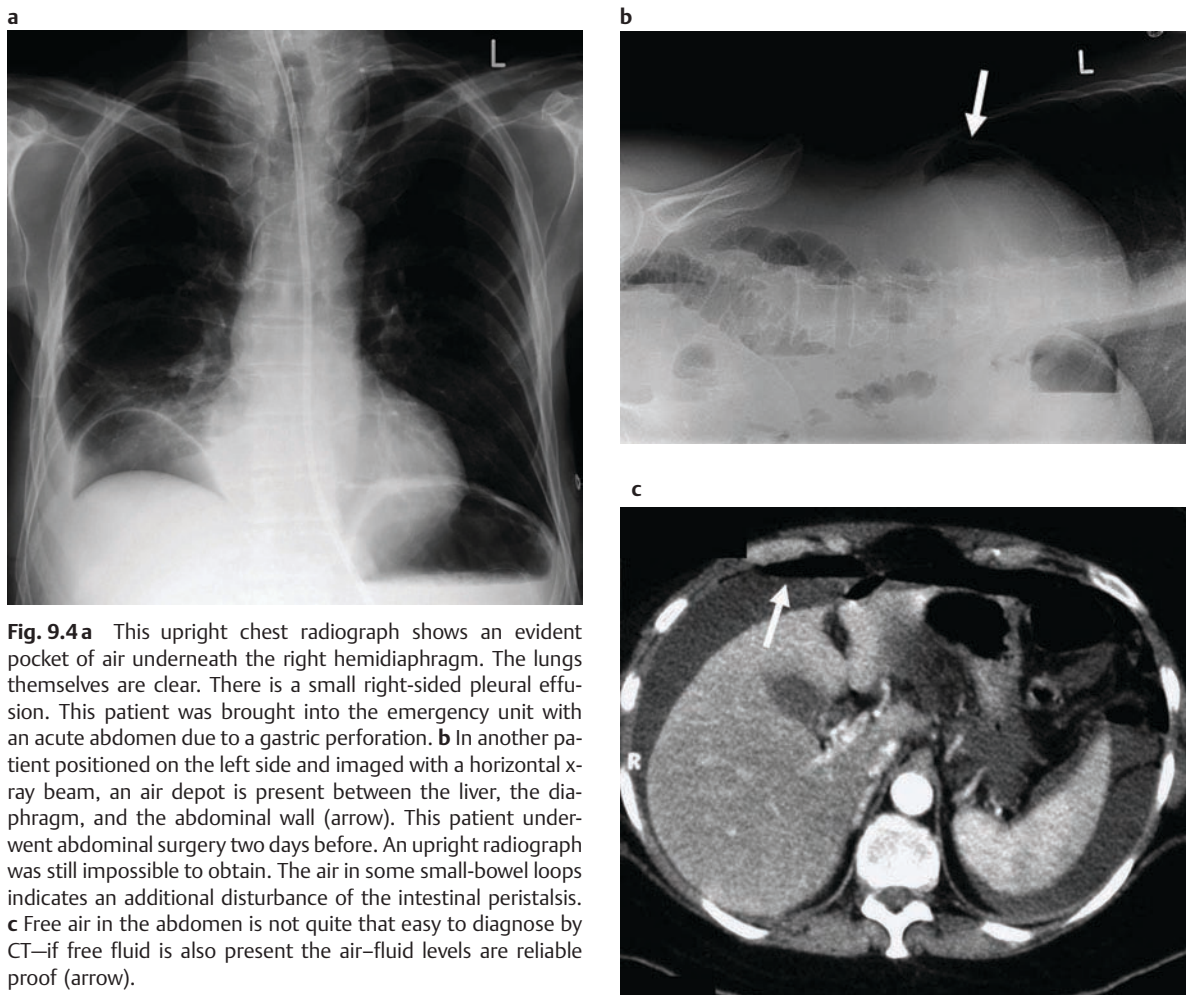 a
L
b
L
c
R
Fig. 9.4 a This upright chest radiograph shows an evident
pocket of air underneath the right hemidiaphragm. The lungs
themselves are clear. There is a small right-sided pleural effu-
sion. This patient was brought into the emergency unit with
an acute abdomen due to a gastric perforation. b In another pa-
tient positioned on the left side and imaged with a horizontal x-
ray beam, an air depot is present between the liver, the dia-
phragm, and the abdominal wall (arrow). This patient under-
went abdominal surgery two days before. An upright radiograph
was still impossible to obtain. The air in some small-bowel loops
indicates an additional disturbance of the intestinal peristalsis.
c Free air in the abdomen is not quite that easy to diagnose by
CT—if free fluid is also present the air–fluid levels are reliable
proof (arrow).